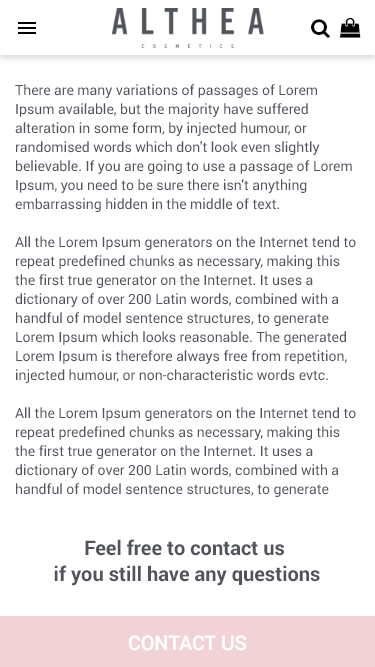 ALTHEA
COSMETICS
There are many variations of passages of Lorem
Ipsum available, but the majority have suffered
alteration in some form, by injected humour, or
randomised words which don't look even slightly
believable. If you are going to use a passage of Lorem
Ipsum, you need to be sure there isn't anything
embarrassing hidden in the middle of text.
All the Lorem Ipsum generators on the Internet tend to
repeat predefined chunks as necessary, making this
the first true generator on the Internet. It uses a
dictionary of over 200 Latin words, combined with a
handful of model sentence structures, to generate
Lorem Ipsum which looks reasonable. The generated
Lorem Ipsum is therefore always free from repetition,
injected humour, or non-characteristic words evtc.
All the Lorem Ipsum generators on the Internet tend to
repeat predefined chunks as necessary, making this
the first true generator on the Internet. It uses a
dictionary of over 200 Latin words, combined with a
handful of model sentence structures, to generate
Feel free to contact us
if you still have any questions
CONTACT US